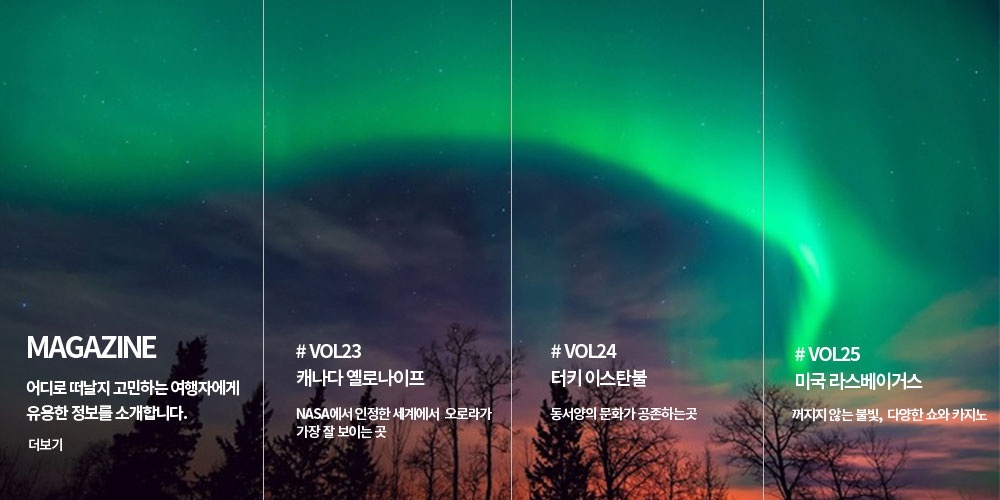 MAGAZINE
어디로 떠날지 고민하는 여행자에게
유용한 정보를 소개합니다.
더보기
# VOL23
캐나다 옐로나이프
NASA에서 인정한 세계에서 오로라가
가장 잘 보이는 곳
# VOL24
터키 이스탄불
동서양의 문화가 공존하는곳
# VOL25
미국 라스베이거스
꺼지지 않는 불빛, 다양한 쇼와 카지노